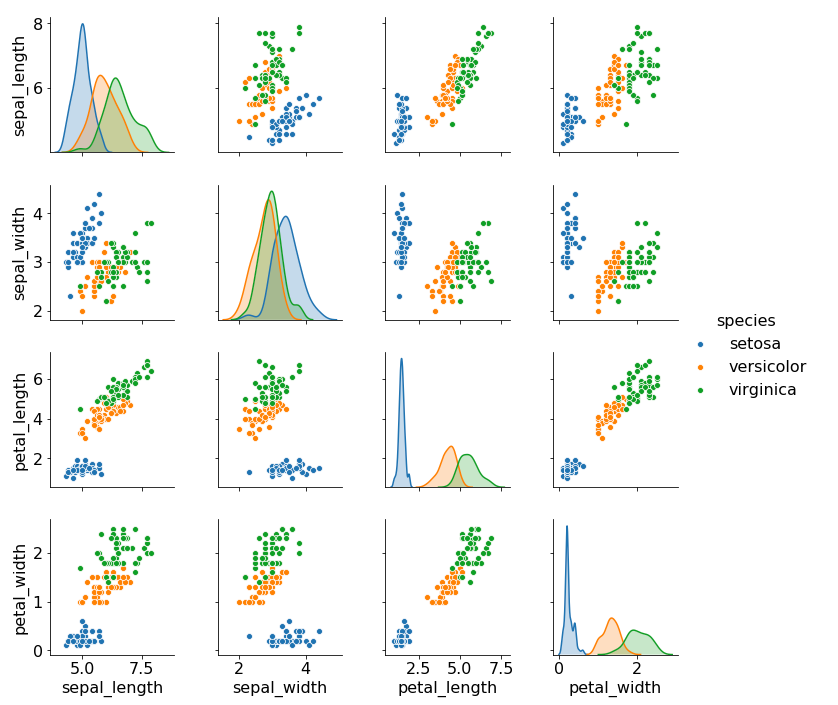 sepal_length
8
6
sepal_width
4
3
2
species
setosa
versicolor
virginica
petal_length
6
4
2
petal_width
2
1
0
5.0 7.5
2 4
2.5 5.0 7.5
0 2
sepal_length
sepal_width
petal_length
petal_width